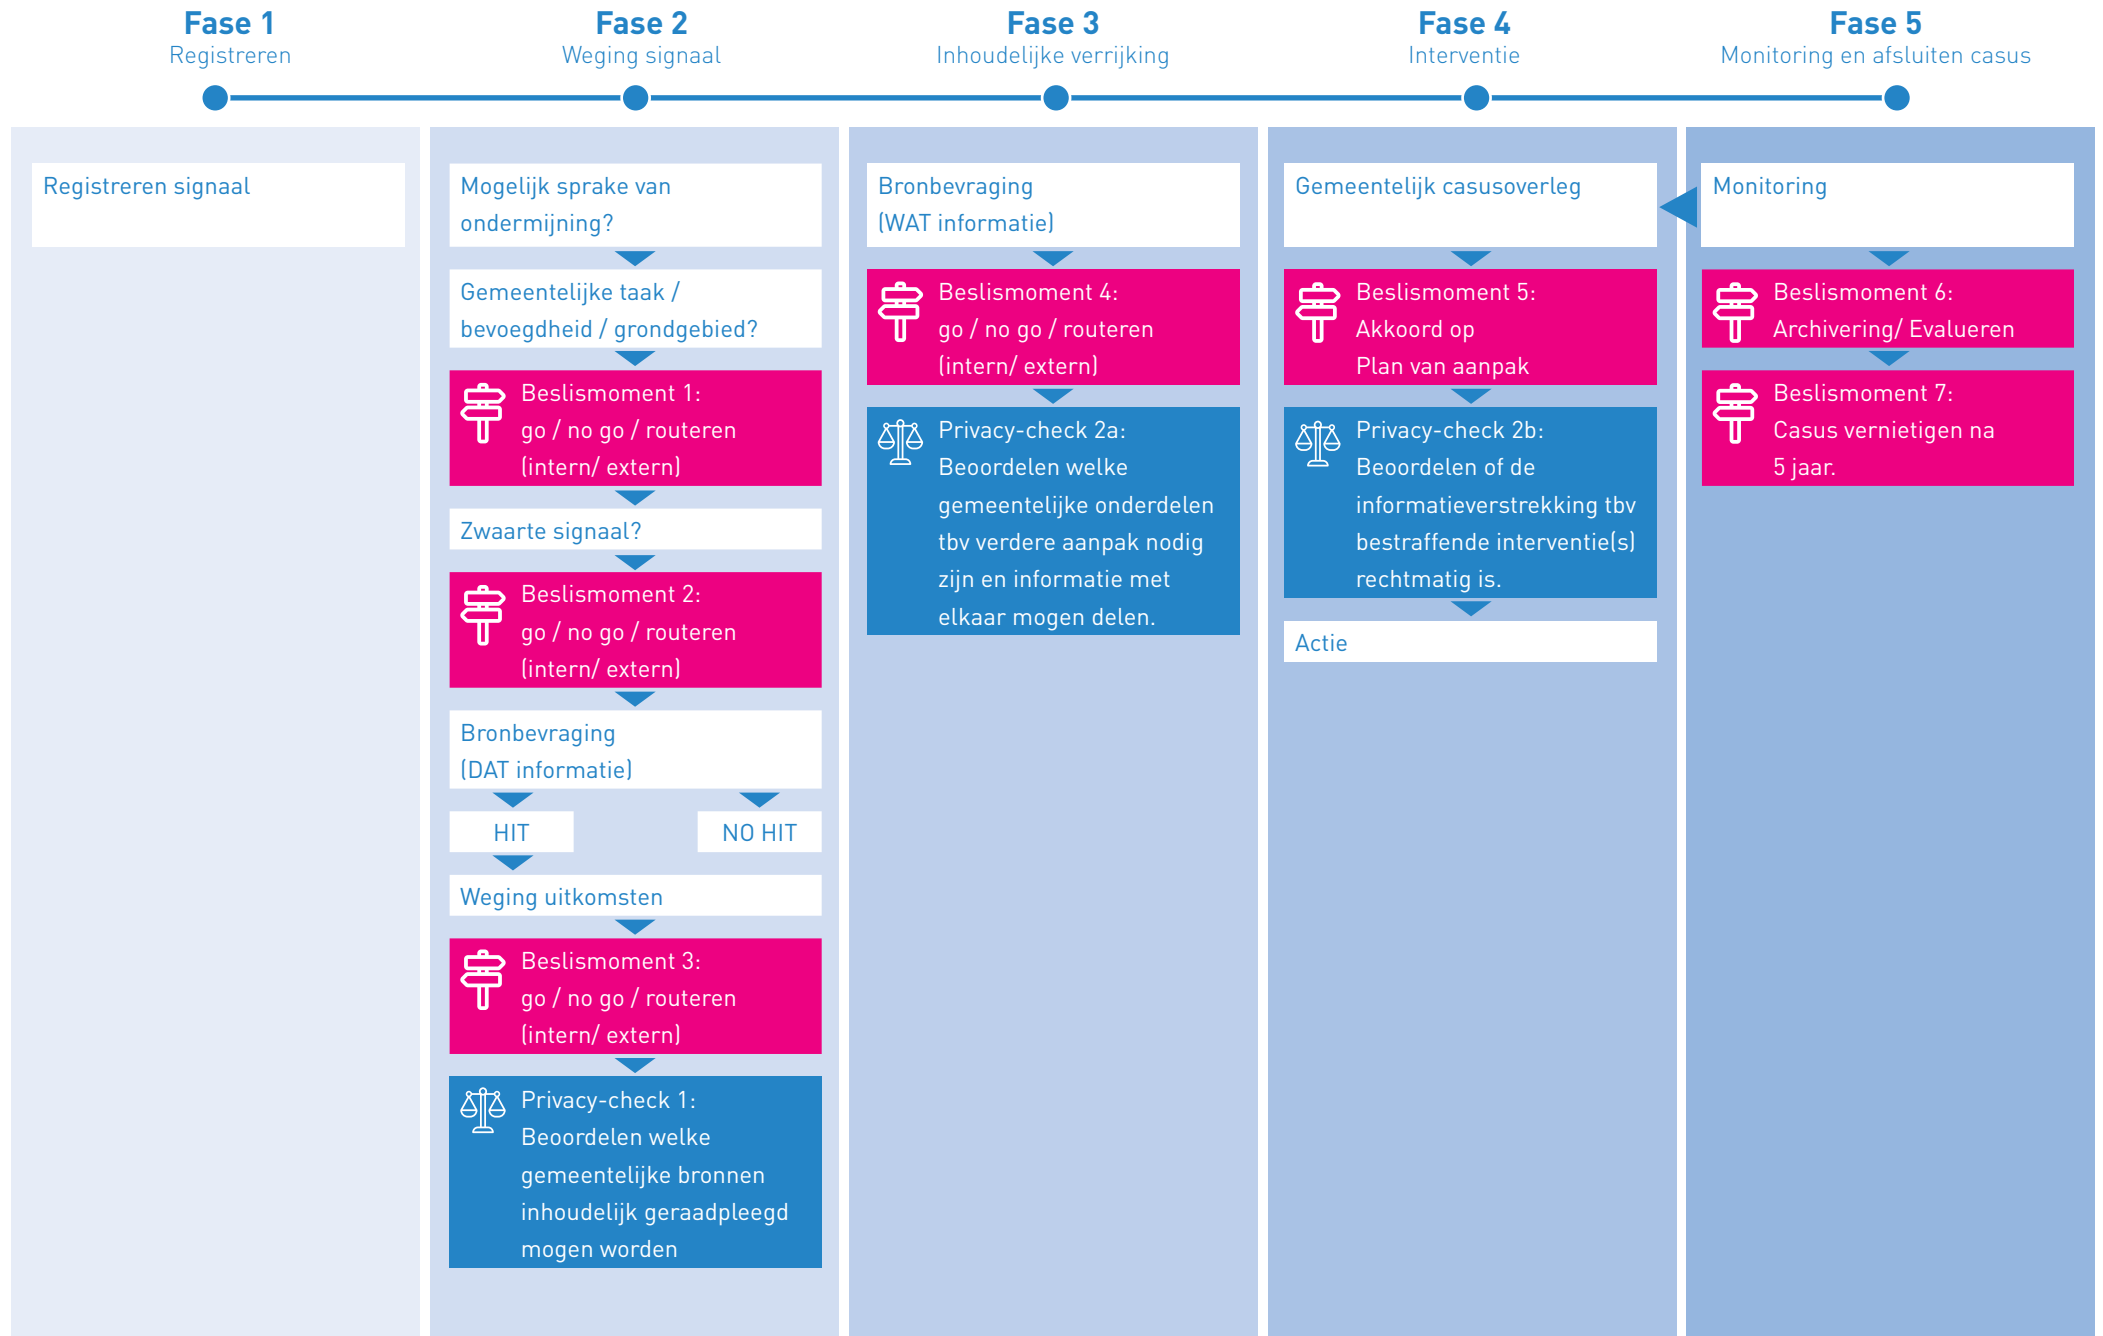 Fase 1
Registreren
Fase 2
Weging signaal
Fase 3
Inhoudelijke verrijking
Fase 4
Interventie
Fase 5
Monitoring en afsluiten casus
Registreren signaal
Mogelijk sprake van
ondermijning?
Gemeentelijke taak /
bevoegdheid / grondgebied?
Beslismoment 1:
go / no go / routeren
(intern/ extern)
Zwaarte signaal?
Beslismoment 2:
go / no go / routeren
(intern/ extern)
Bronbevraging
(DAT informatie)
HIT
NO HIT
Weging uitkomsten
Beslismoment 3:
go / no go / routeren
(intern/ extern)
Privacy-check 1:
Beoordelen welke
gemeentelijke bronnen
inhoudelijk geraadpleegd
mogen worden
Bronbevraging
(WAT informatie)
Beslismoment 4:
go / no go / routeren
(intern/ extern)
Privacy-check 2a:
Beoordelen welke
gemeentelijke onderdelen
tbv verdere aanpak nodig
zijn en informatie met
elkaar mogen delen.
Gemeentelijk casusoverleg
Beslismoment 5:
Akkoord op
Plan van aanpak
Privacy-check 2b:
Beoordelen of de
informatieverstrekking tbv
bestraffende interventie(s)
rechtmatig is.
Actie
Monitoring
Beslismoment 6:
Archivering/ Evalueren
Beslismoment 7:
Casus vernietigen na
5 jaar.